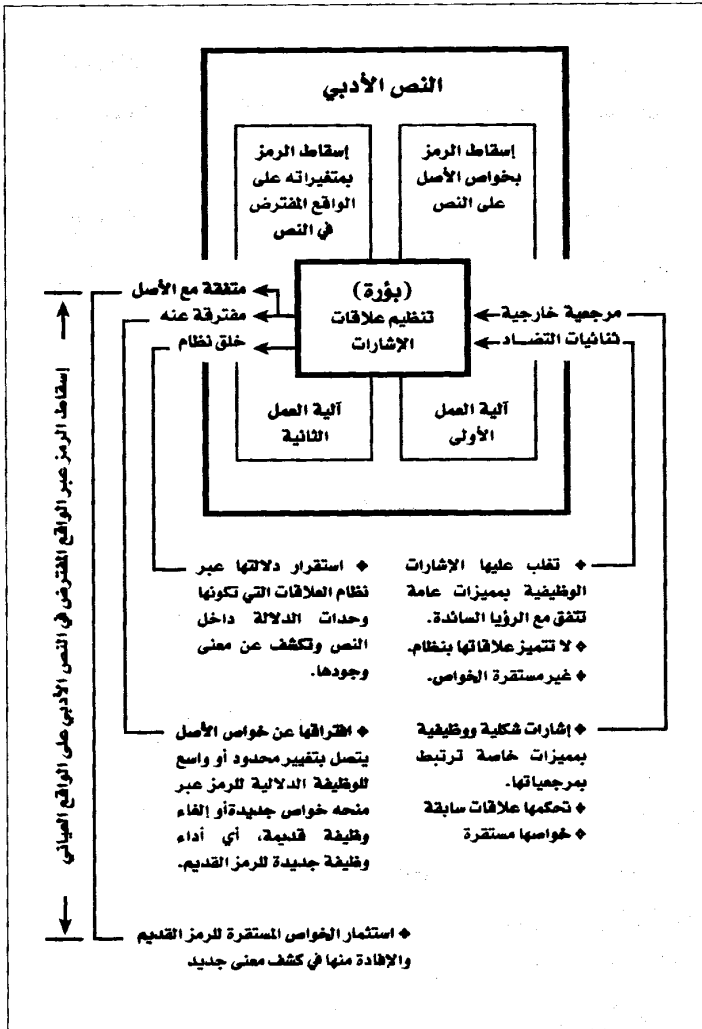 النص الأدبي
إسقاط الرمز
بخواص الأصل
على النص
إسقاط الرمز
بمتغيراته على
الواقع المفترض
في النص
(بؤرة)
تنظيم علاقات
الإشارات
مرجعية خارجية
ثنائيات التضاد
متفقة مع الأصل
مفترقة عنه
خلق نظام
آلية العمل
الأولى
آلية العمل
الثانية
إسقاط الرمز عبر الواقع المفترض في النص الأدبي على الواقع العياني
◆ تغلب عليها الإشارات
الوظيفية بمميزات عامة
تتفق مع الرؤيا السائدة.
◆ لا تتميز علاقاتها بنظام.
◆ غير مستقرة الخواص.
◆ استقرار دلالتها عبر
نظام العلاقات التي تكونها
وحدات الدلالة داخل
النص وتكشف عن معنى
وجودها.
◆ إشارات شكلية ووظيفية
بمميزات خاصة ترتبط
بمرجعياتها.
◆ تحكمها علاقات سابقة
◆ خواصها مستقرة
◆ افتراقها عن خواص الأصل
يتصل بتغيير محدود أو واسع
للوظيفة الدلالية للرمز عبر
منحه خواص جديدة أو إلغاء
وظيفة قديمة، أي أداء
وظيفة جديدة للرمز القديم.
◆ استثمار الخواص المستقرة للرمز القديم
والإفادة منها في كشف معنى جديد